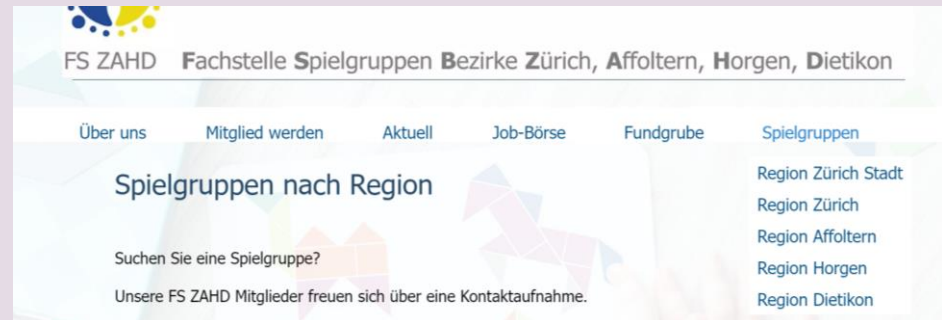 FS ZAHD Fachstelle Spielgruppen Bezirke Zürich, Affoltern, Horgen, Dietikon
Über uns Mitglied werden Aktuell Job-Börse Fundgrube Spielgruppen
Region Zürich Stadt
Region Zürich
Region Affoltern
Region Horgen
Region Dietikon
Spielgruppen nach Region
Suchen Sie eine Spielgruppe?
Unsere FS ZAHD Mitglieder freuen sich über eine Kontaktaufnahme.